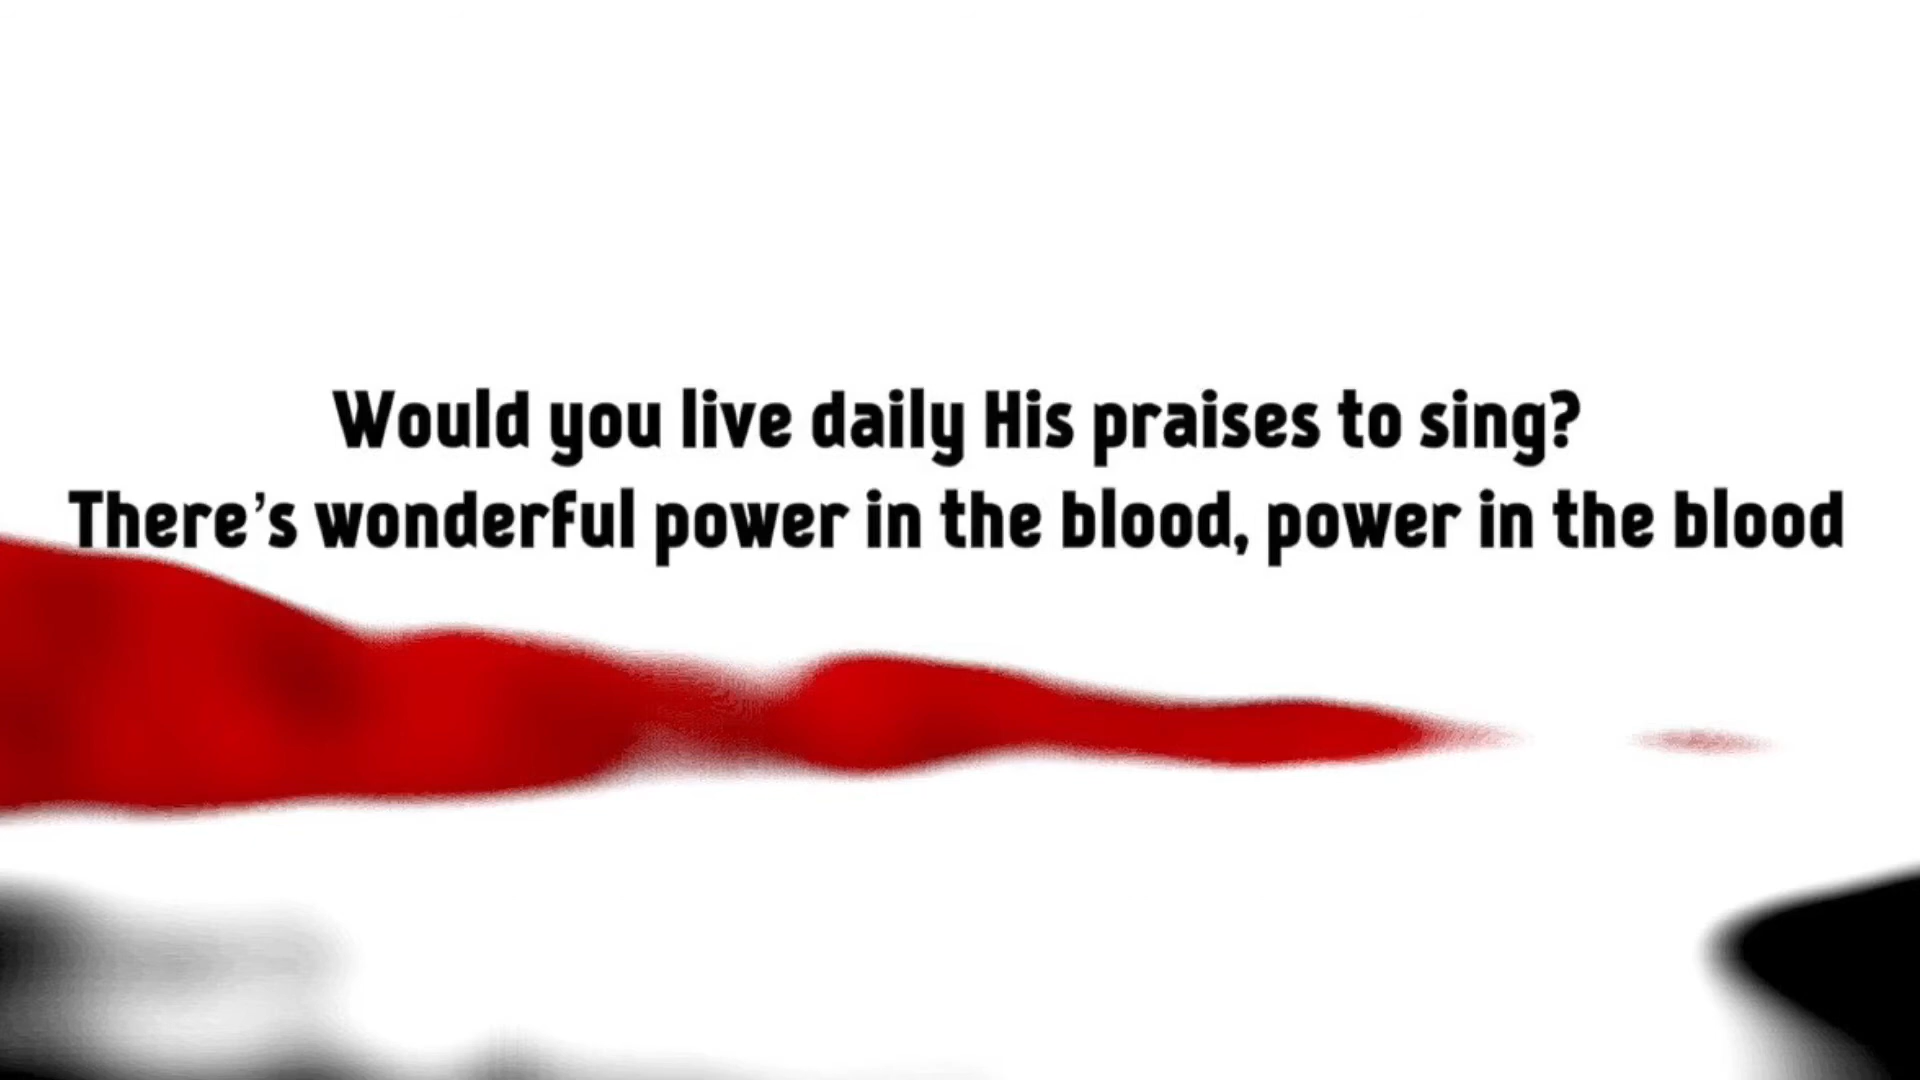 Would you live daily His praises to sing?
There's wonderful power in the blood, power in the blood